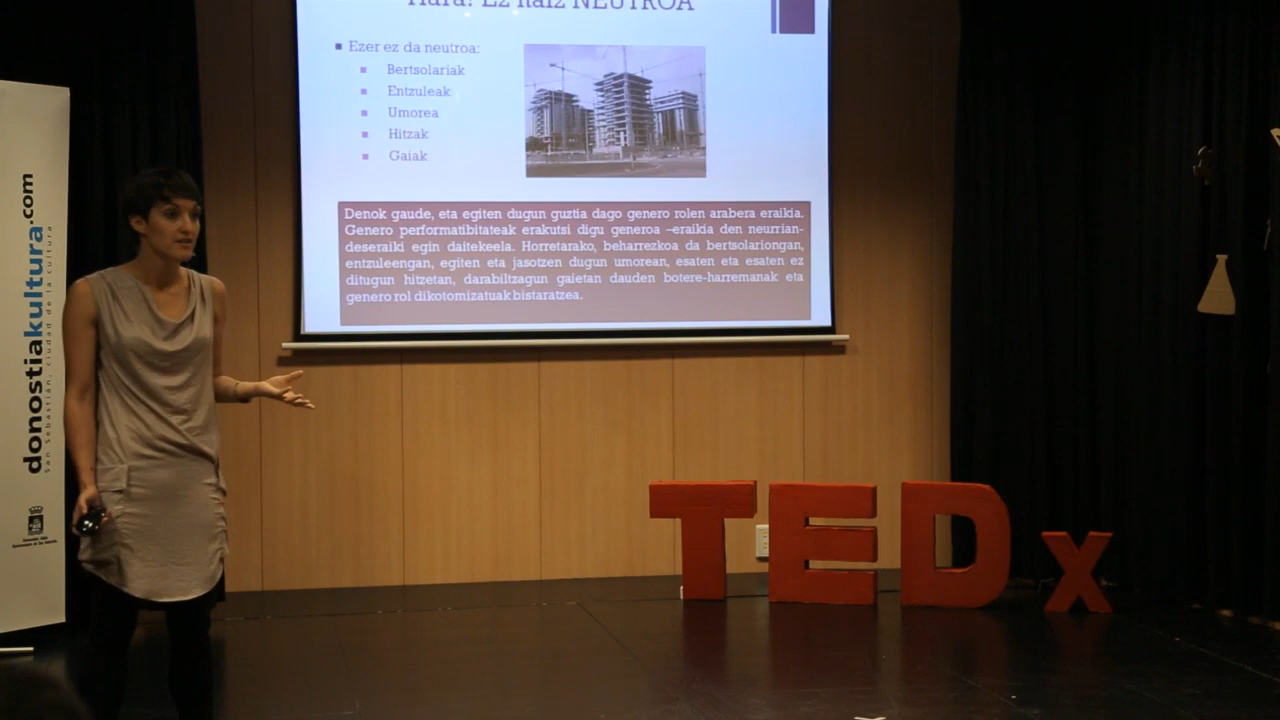 Hara! Ez naiz NEUTROA
Ezer ez da neutroa:
Bertsolariak
Entzuleak
Umorea
Hitzak
Gaiak
Denok gaude, eta egiten dugun guztia dago genero rolen arabera eraikia.
Genero performatibitateak erakutsi digu generoa –eraikia den neurrian-
deseraiki egin daitekeela. Horretarako, beharrezkoa da bertsolariongan,
entzuleengan, egiten eta jasotzen dugun umorean, esaten eta esaten ez
ditugun hitzetan, darabiltzagun gaietan dauden botere-harremanak eta
genero rol dikotomizatuak bistaratzea.
donostiakultura.com
San Sebastián, ciudad de la cultura
TEDx